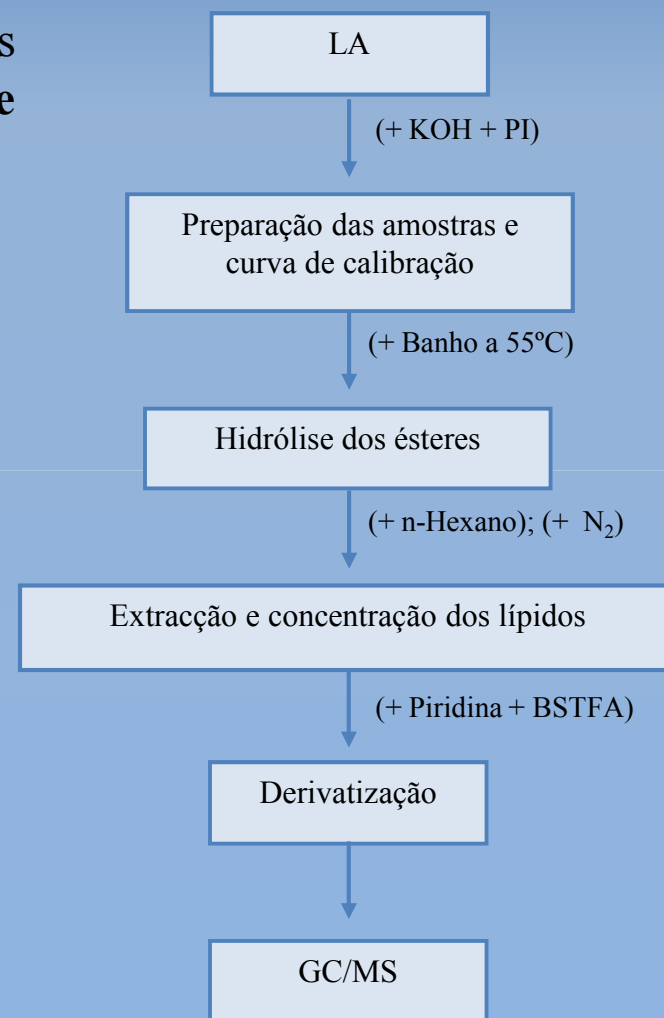 s
e
LA
(+ KOH + PI)
Preparação das amostras e
curva de calibração
(+ Banho a 55ºC)
Hidrólise dos ésteres
(+ n-Hexano); (+ N₂)
Extracção e concentração dos lípidos
(+ Piridina + BSTFA)
Derivatização
GC/MS